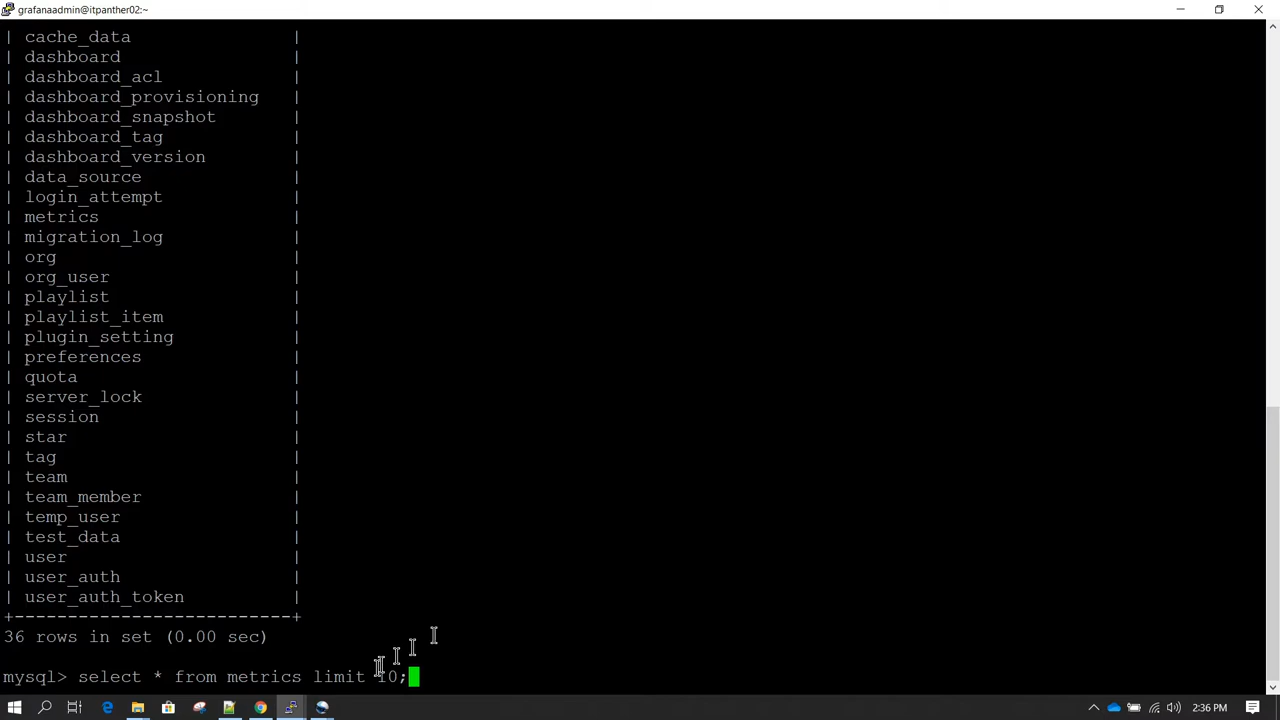 grafanaadmin@itpanther02:~
| cache_data |
| dashboard |
| dashboard_acl |
| dashboard_provisioning |
| dashboard_snapshot |
| dashboard_tag |
| dashboard_version |
| data_source |
| login_attempt |
| metrics |
| migration_log |
| org |
| org_user |
| playlist |
| playlist_item |
| plugin_setting |
| preferences |
| quota |
| server_lock |
| session |
| star |
| tag |
| team |
| team_member |
| temp_user |
| test_data |
| user |
| user_auth |
| user_auth_token |
+--------------------------+
36 rows in set (0.00 sec)
mysql> select * from metrics limit 10;
2:36 PM